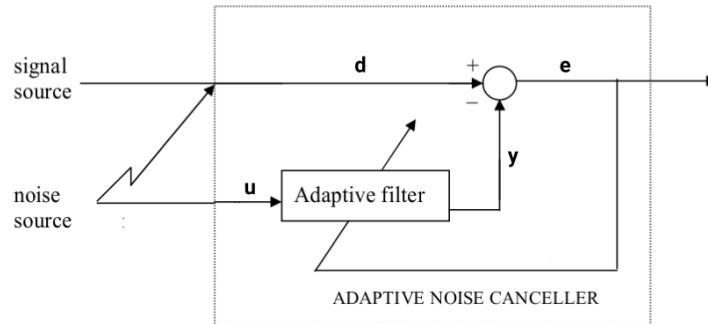 signal
source
d
+
−
e
noise
source
u
Adaptive filter
y
:
ADAPTIVE NOISE CANCELLER